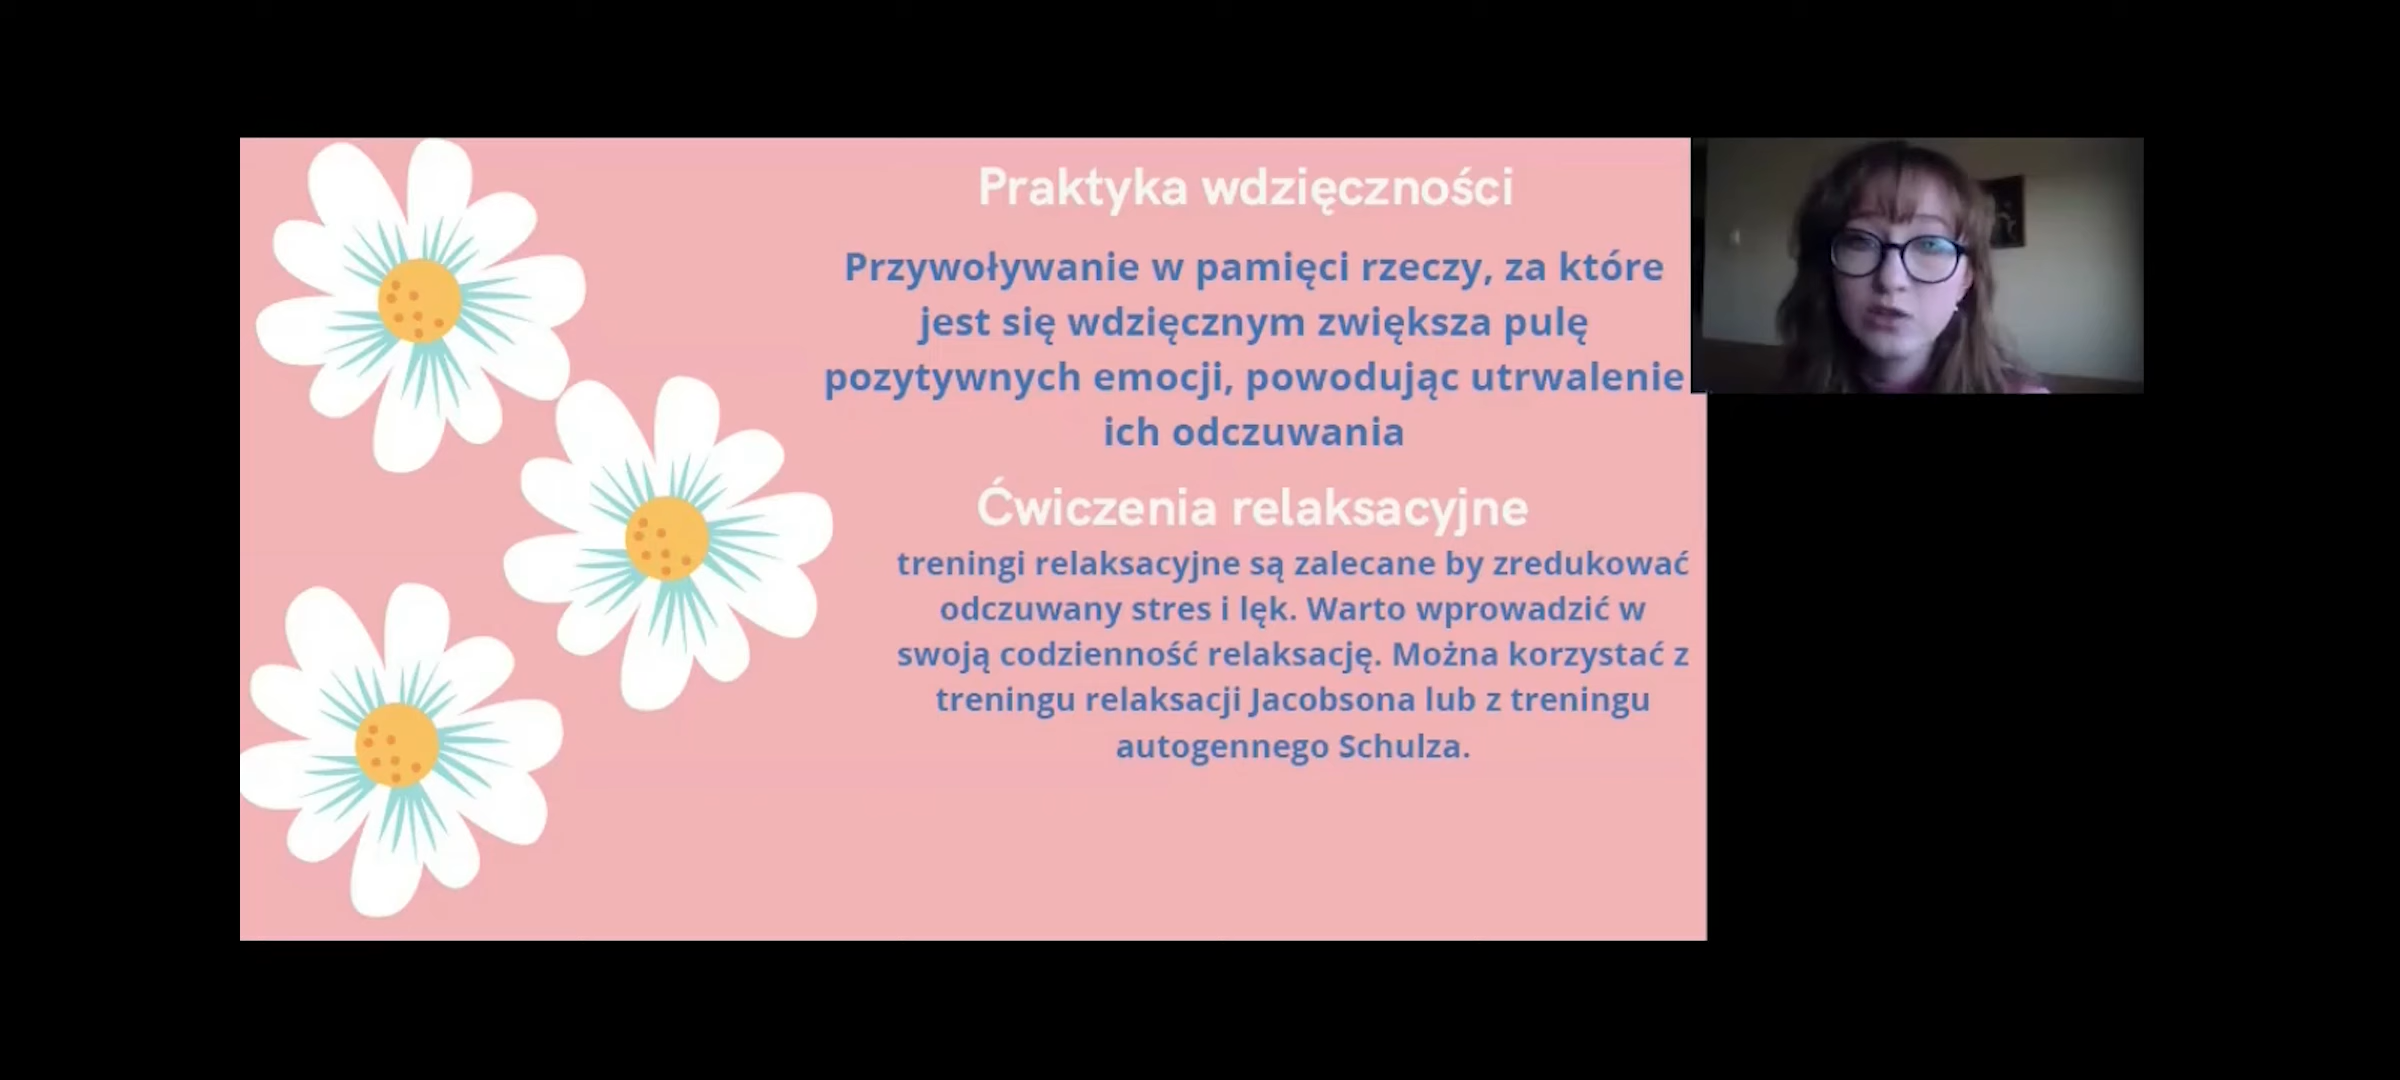 Praktyka wdzięczności
Przywoływanie w pamięci rzeczy, za które
jest się wdzięcznym zwiększa pulę
pozytywnych emocji, powodując utrwalenie
ich odczuwania
Ćwiczenia relaksacyjne
treningi relaksacyjne są zalecane by zredukować
odczuwany stres i lęk. Warto wprowadzić w
swoją codzienność relaksację. Można korzystać z
treningu relaksacji Jacobsona lub z treningu
autogennego Schulza.